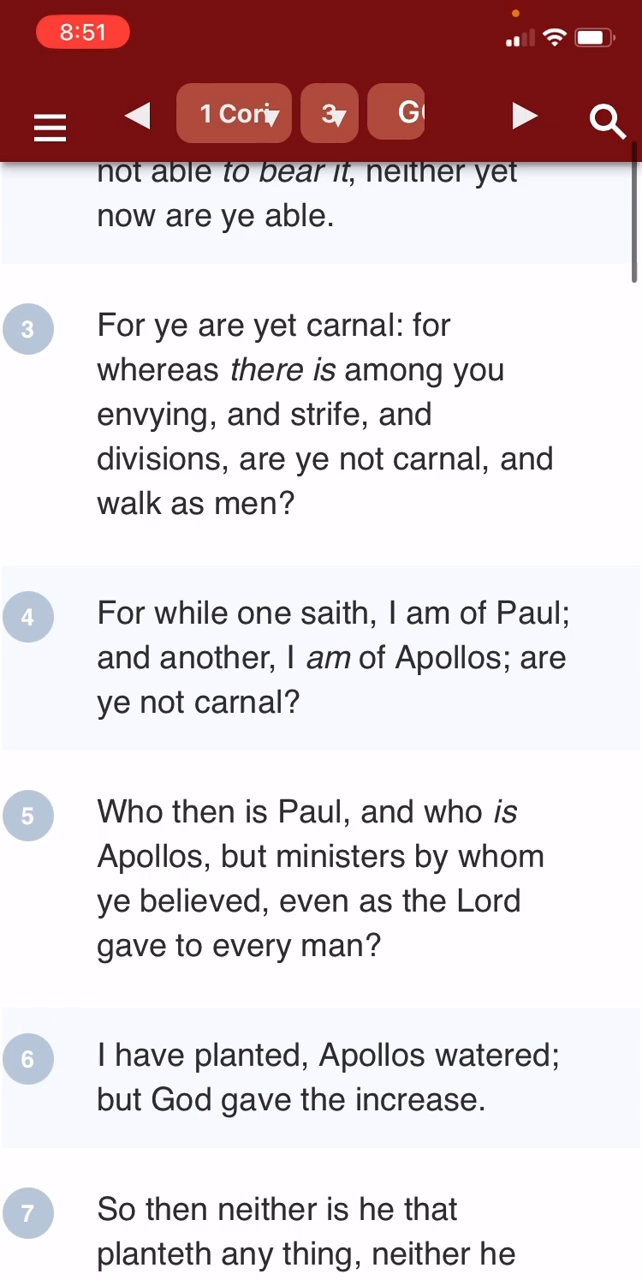 8:51
1 Cori
3
G
not able to bear it, neither yet
now are ye able.
3
For ye are yet carnal: for
whereas there is among you
envying, and strife, and
divisions, are ye not carnal, and
walk as men?
4
For while one saith, I am of Paul;
and another, I am of Apollos; are
ye not carnal?
5
Who then is Paul, and who is
Apollos, but ministers by whom
ye believed, even as the Lord
gave to every man?
6
I have planted, Apollos watered;
but God gave the increase.
7
So then neither is he that
planteth any thing, neither he